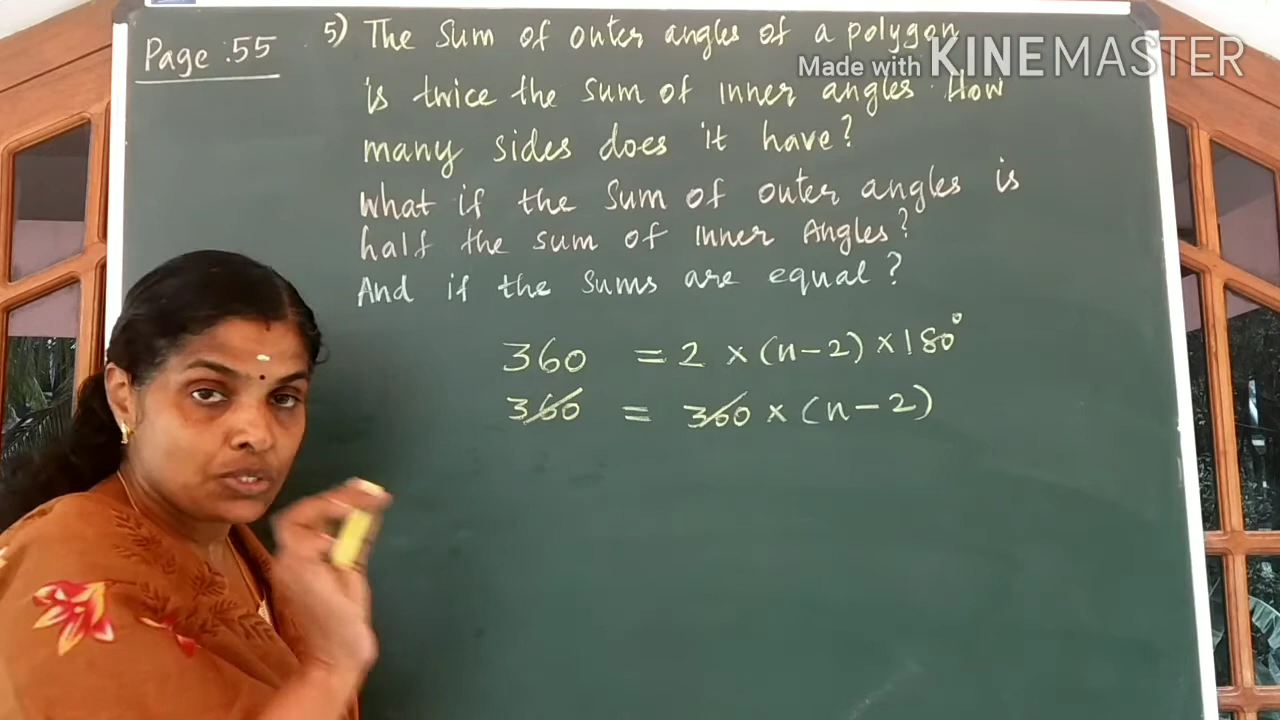 Page :55
5) The Sum of outer angles of a polygon
Made with KINEMASTER
is twice the sum of inner angles. How
many sides does it have?
What if the sum of outer angles is
half the sum of inner Angles?
And if the sums are equal?
360 = 2 × (n-2) × 180°
360 = 360 × (n-2)